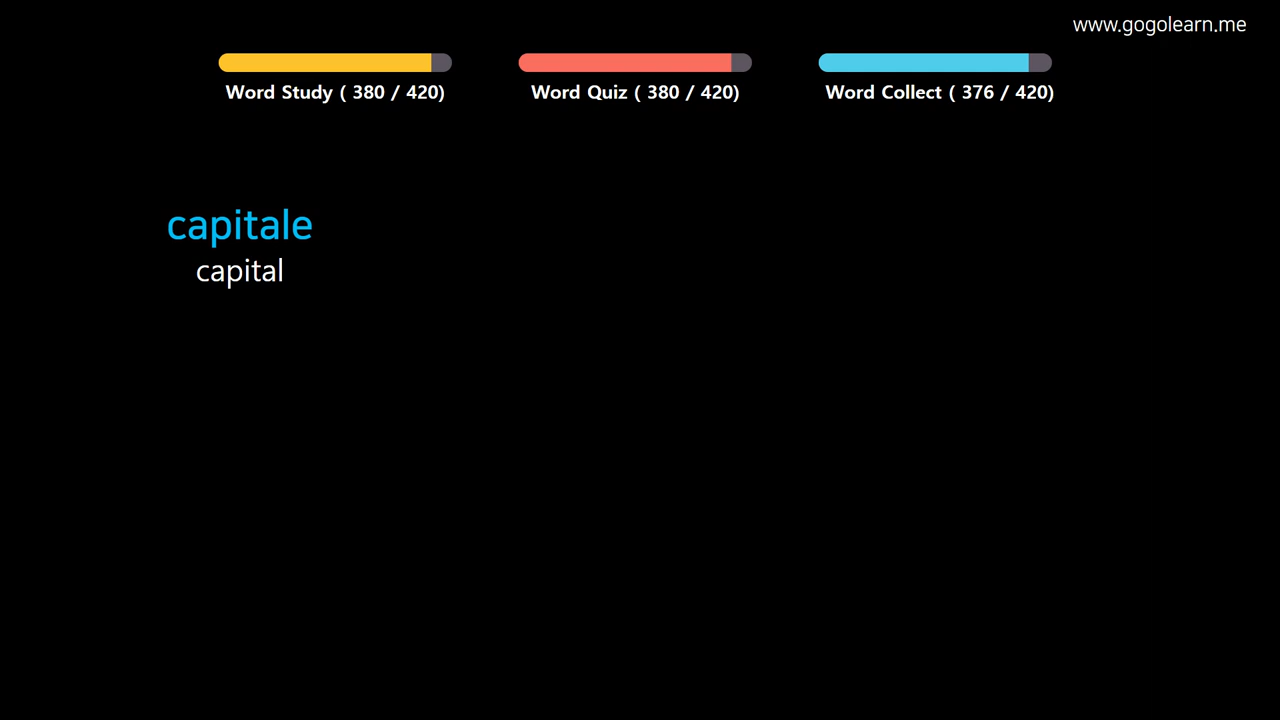 www.gogolearn.me
Word Study ( 380 / 420)
Word Quiz ( 380 / 420)
Word Collect ( 376 / 420)
capitale
capital